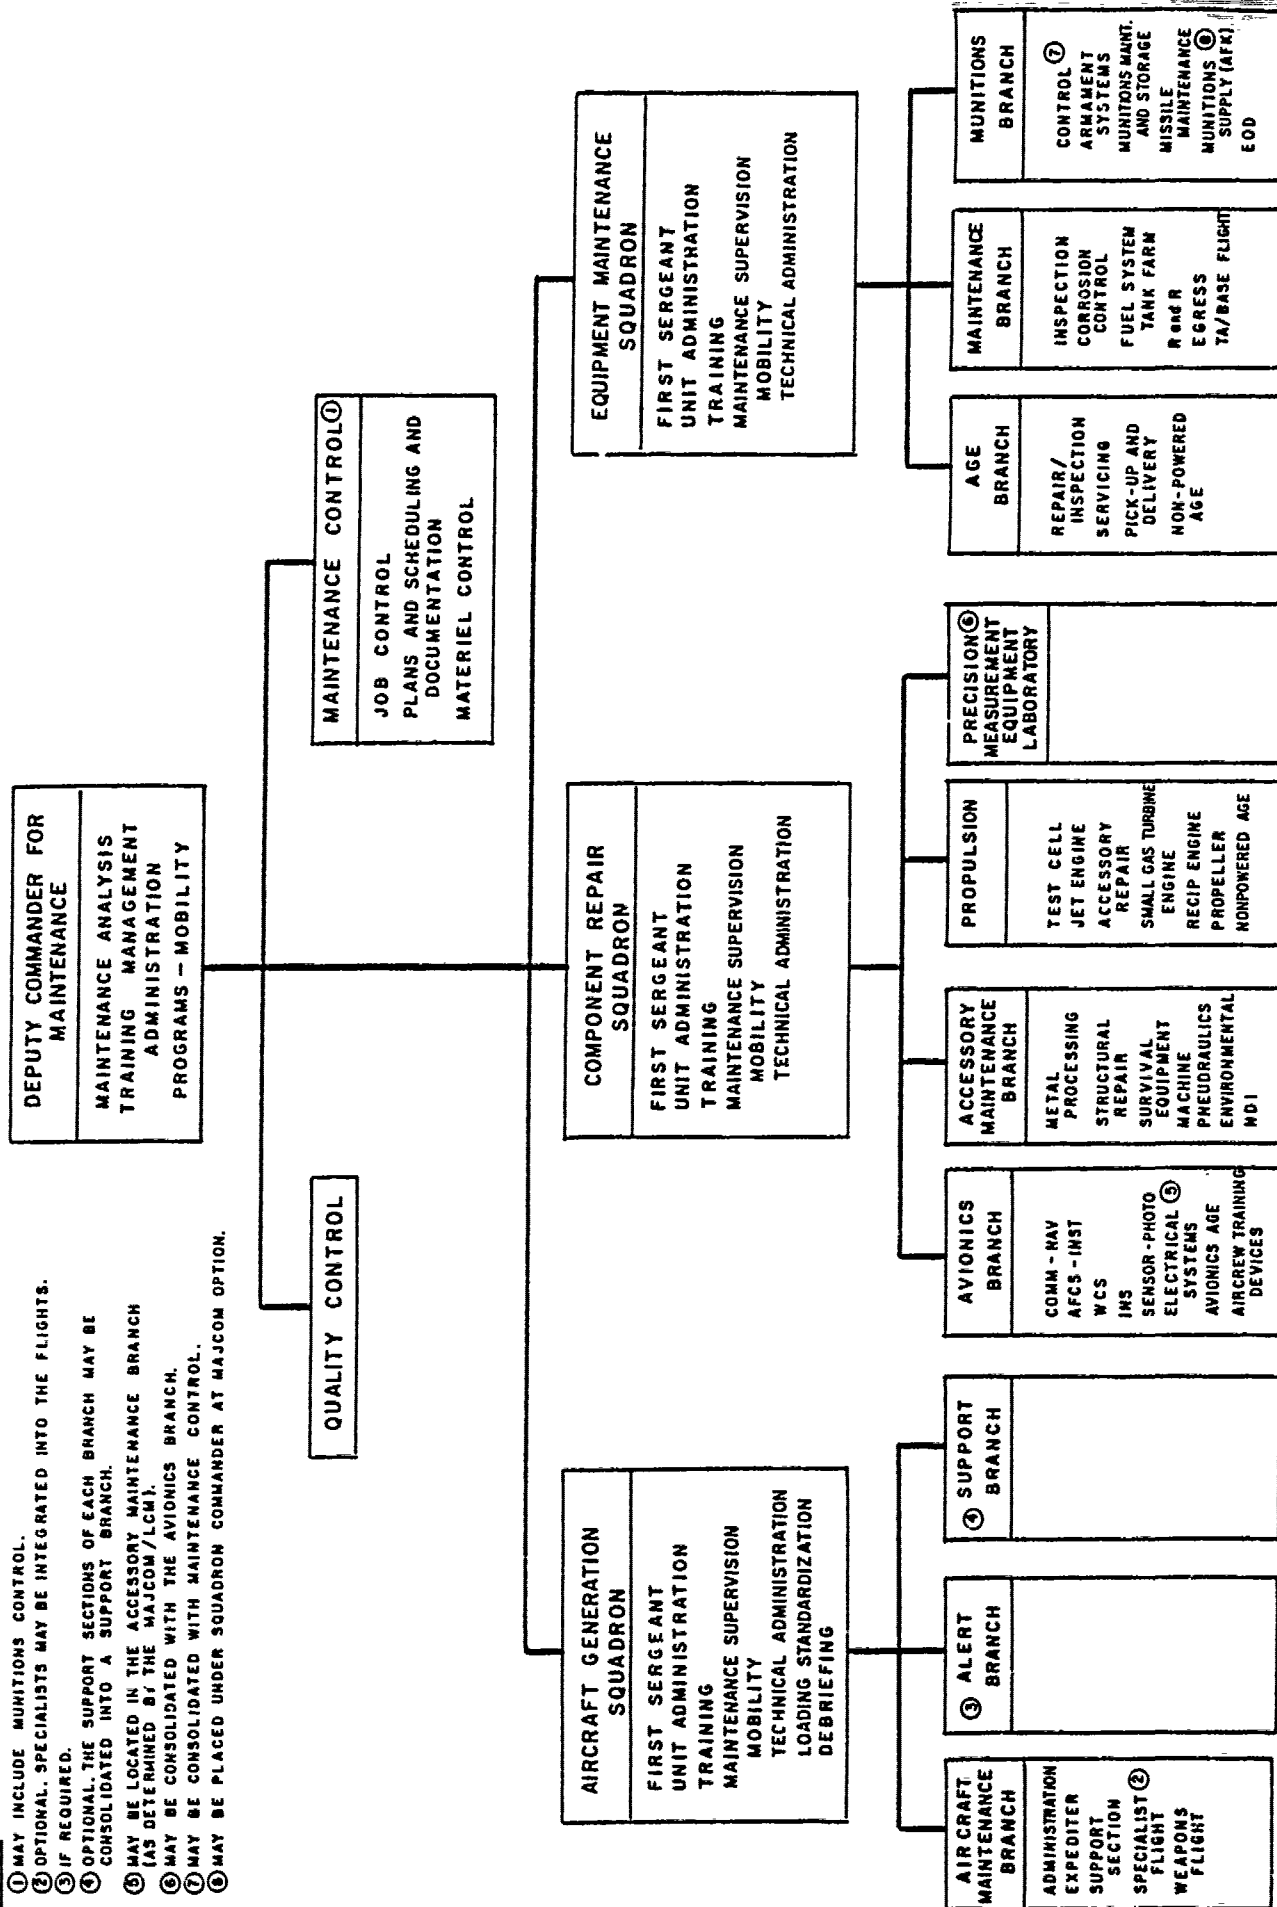 ① MAY INCLUDE MUNITIONS CONTROL.
② OPTIONAL. SPECIALISTS MAY BE INTEGRATED INTO THE FLIGHTS.
③ IF REQUIRED.
④ OPTIONAL. THE SUPPORT SECTIONS OF EACH BRANCH MAY BE
CONSOLIDATED INTO A SUPPORT BRANCH.
⑤ MAY BE LOCATED IN THE ACCESSORY MAINTENANCE BRANCH
(AS DETERMINED BY THE MAJCOM/LCM).
⑥ MAY BE CONSOLIDATED WITH THE AVIONICS BRANCH.
⑦ MAY BE CONSOLIDATED WITH MAINTENANCE CONTROL.
⑧ MAY BE PLACED UNDER SQUADRON COMMANDER AT MAJCOM OPTION.
DEPUTY COMMANDER FOR
MAINTENANCE
MAINTENANCE ANALYSIS
TRAINING MANAGEMENT
ADMINISTRATION
PROGRAMS - MOBILITY
QUALITY CONTROL
MAINTENANCE CONTROL ①
JOB CONTROL
PLANS AND SCHEDULING AND
DOCUMENTATION
MATERIEL CONTROL
AIRCRAFT GENERATION
SQUADRON
FIRST SERGEANT
UNIT ADMINISTRATION
TRAINING
MAINTENANCE SUPERVISION
MOBILITY
TECHNICAL ADMINISTRATION
LOADING STANDARDIZATION
DEBRIEFING
COMPONENT REPAIR
SQUADRON
FIRST SERGEANT
UNIT ADMINISTRATION
TRAINING
MAINTENANCE SUPERVISION
MOBILITY
TECHNICAL ADMINISTRATION
EQUIPMENT MAINTENANCE
SQUADRON
FIRST SERGEANT
UNIT ADMINISTRATION
TRAINING
MAINTENANCE SUPERVISION
MOBILITY
TECHNICAL ADMINISTRATION
AIRCRAFT
MAINTENANCE
BRANCH
ADMINISTRATION
EXPEDITER
SUPPORT
SECTION
SPECIALIST ②
FLIGHT
WEAPONS
FLIGHT
③ ALERT
BRANCH
④ SUPPORT
BRANCH
AVIONICS
BRANCH
COMM - NAV
AFCS - INST
WCS
INS
SENSOR - PHOTO
ELECTRICAL ⑤
SYSTEMS
AVIONICS AGE
AIRCREW TRAINING
DEVICES
ACCESSORY
MAINTENANCE
BRANCH
METAL
PROCESSING
STRUCTURAL
REPAIR
SURVIVAL
EQUIPMENT
MACHINE
PNEUDRAULICS
ENVIRONMENTAL
NDI
PROPULSION
TEST CELL
JET ENGINE
ACCESSORY
REPAIR
SMALL GAS TURBINE
ENGINE
RECIP ENGINE
PROPELLER
NONPOWERED AGE
PRECISION ⑥
MEASUREMENT
EQUIPMENT
LABORATORY
AGE
BRANCH
REPAIR/
INSPECTION
SERVICING
PICK-UP AND
DELIVERY
NON-POWERED
AGE
MAINTENANCE
BRANCH
INSPECTION
CORROSION
CONTROL
FUEL SYSTEM
TANK FARM
R and R
EGRESS
TA/BASE FLIGHT
MUNITIONS
BRANCH
CONTROL ⑦
ARMAMENT
SYSTEMS
MUNITIONS MAINT.
AND STORAGE
MISSILE
MAINTENANCE
MUNITIONS ⑧
SUPPLY (AFK)
EOD